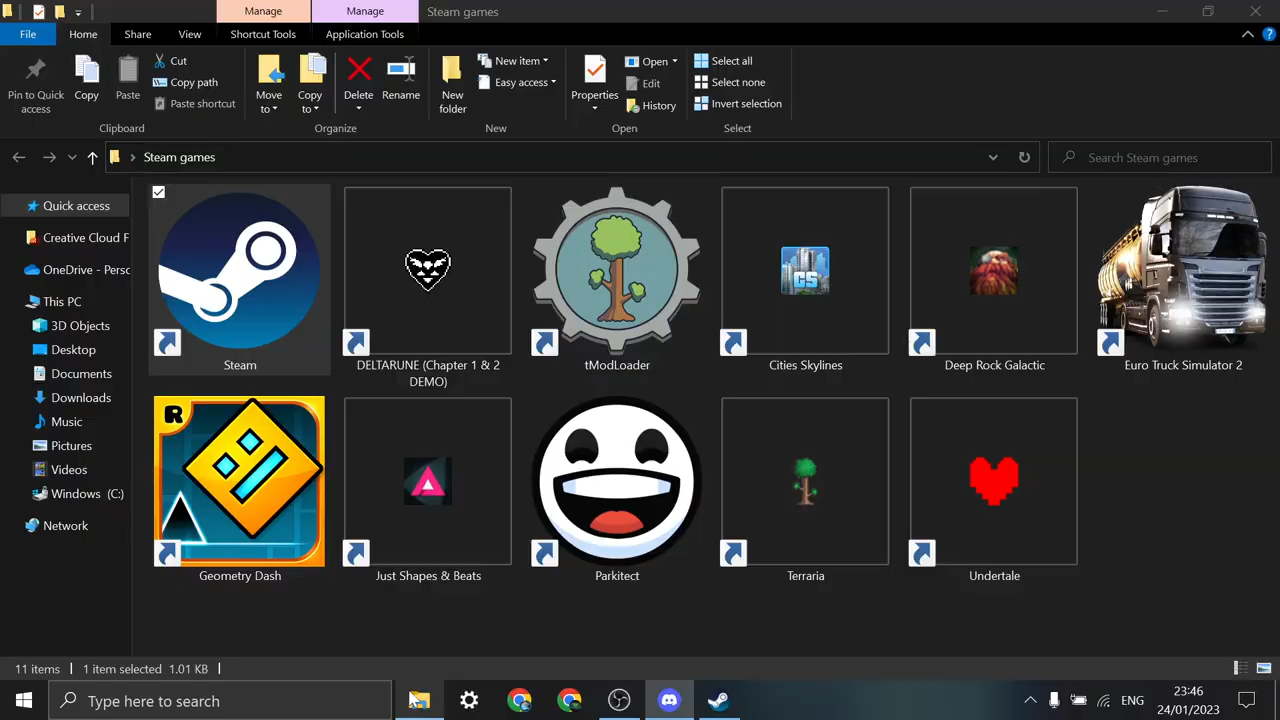 Manage
Manage
Steam games
File
Home
Share
View
Shortcut Tools
Application Tools
Pin to Quick access
Copy
Paste
Cut
Copy path
Paste shortcut
Clipboard
Move to
Copy to
Delete
Rename
Organize
New folder
New item
Easy access
New
Properties
Open
Edit
History
Open
Select all
Select none
Invert selection
Select
Steam games
Search Steam games
Quick access
Creative Cloud F
OneDrive - Perso
This PC
3D Objects
Desktop
Documents
Downloads
Music
Pictures
Videos
Windows (C:)
Network
Steam
DELTARUNE (Chapter 1 & 2
DEMO)
tModLoader
CS
Cities Skylines
Deep Rock Galactic
Euro Truck Simulator 2
R
Geometry Dash
Just Shapes & Beats
Parkitect
Terraria
Undertale
11 items
1 item selected 1.01 KB
Type here to search
ENG
23:46
24/01/2023